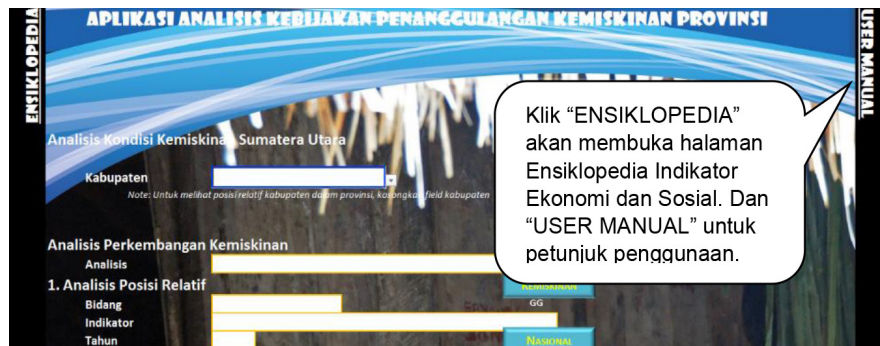 APLIKASI ANALISIS KEBIJAKAN PENANGGULANGAN KEMISKINAN PROVINSI
ENSIKLOPEDIA
USER MANUAL
Klik “ENSIKLOPEDIA”
akan membuka halaman
Ensiklopedia Indikator
Ekonomi dan Sosial. Dan
“USER MANUAL” untuk
petunjuk penggunaan.
Analisis Kondisi Kemiskinan Sumatera Utara
Kabupaten
Note: Untuk melihat posisi relatif kabupaten dalam provinsi, kosongkan field kabupaten
Analisis Perkembangan Kemiskinan
Analisis
1. Analisis Posisi Relatif
KEMISKINAN
Bidang
GG
Indikator
Tahun
NASIONAL